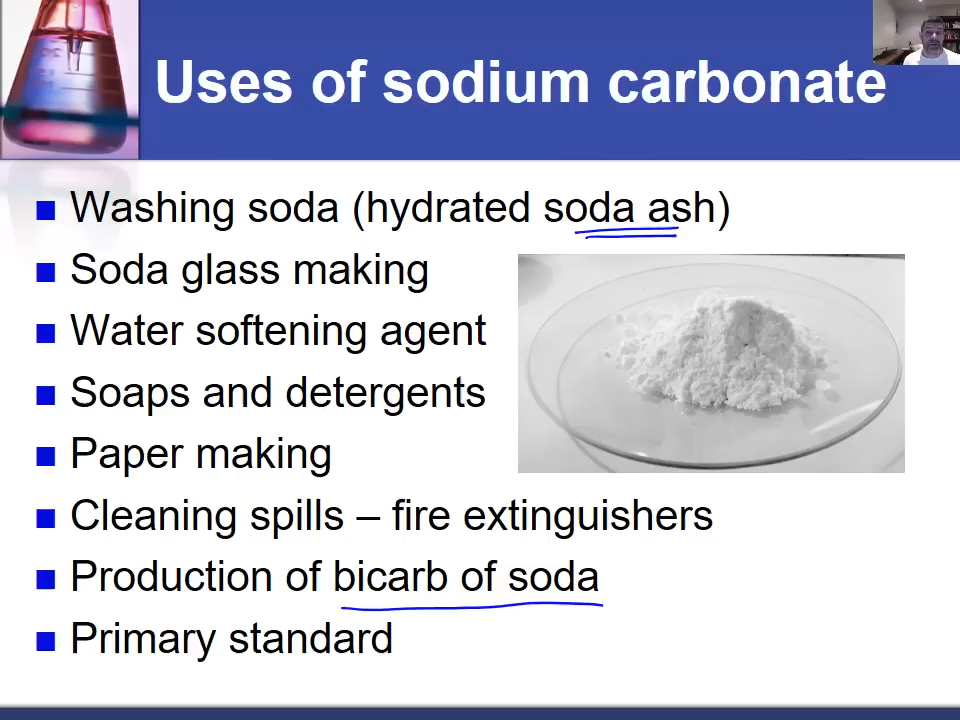 Uses of sodium carbonate
Washing soda (hydrated soda ash)
Soda glass making
Water softening agent
Soaps and detergents
Paper making
Cleaning spills – fire extinguishers
Production of bicarb of soda
Primary standard